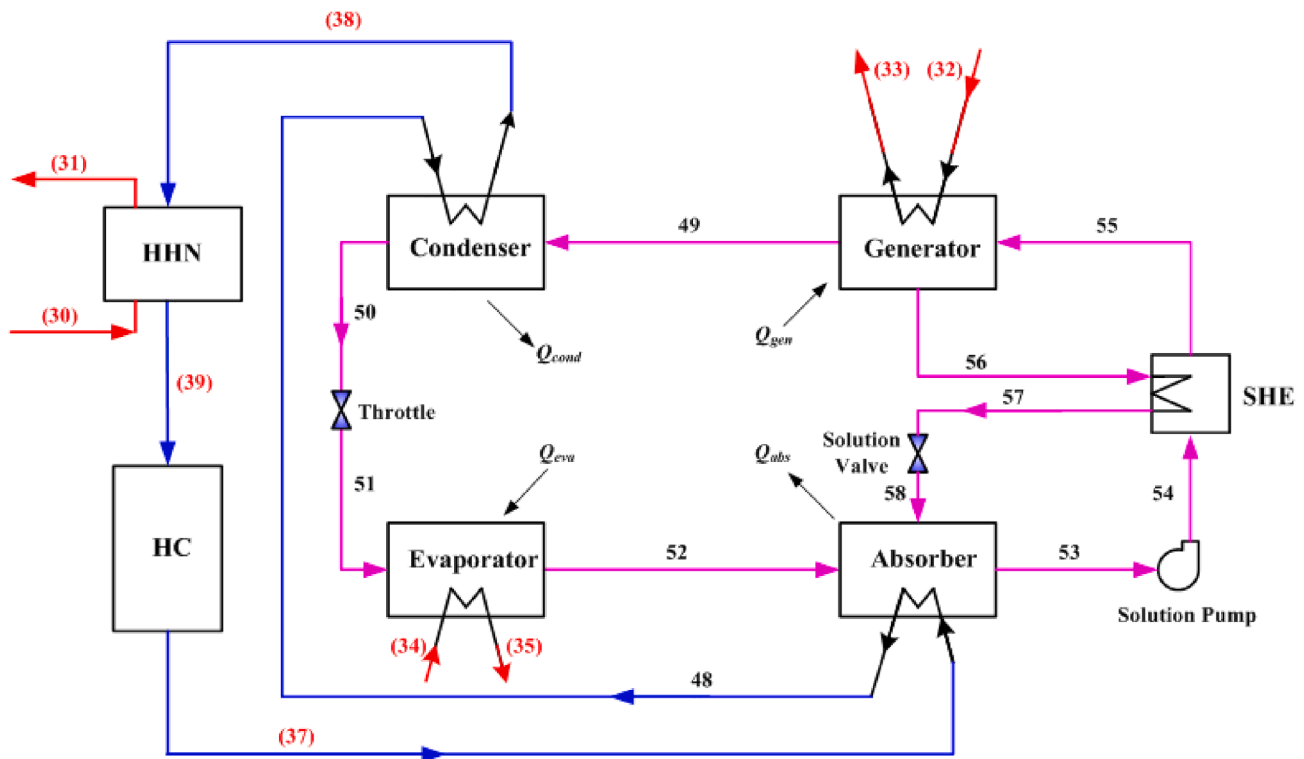 (38)
(33)
(32)
(31)
HHN
(30)
Condenser
49
Generator
55
50
Qcond
Qgen
56
SHE
(39)
Throttle
57
Solution
Valve
Qeva
Qabs
51
58
54
HC
Evaporator
52
Absorber
53
Solution Pump
(34)
(35)
48
(37)